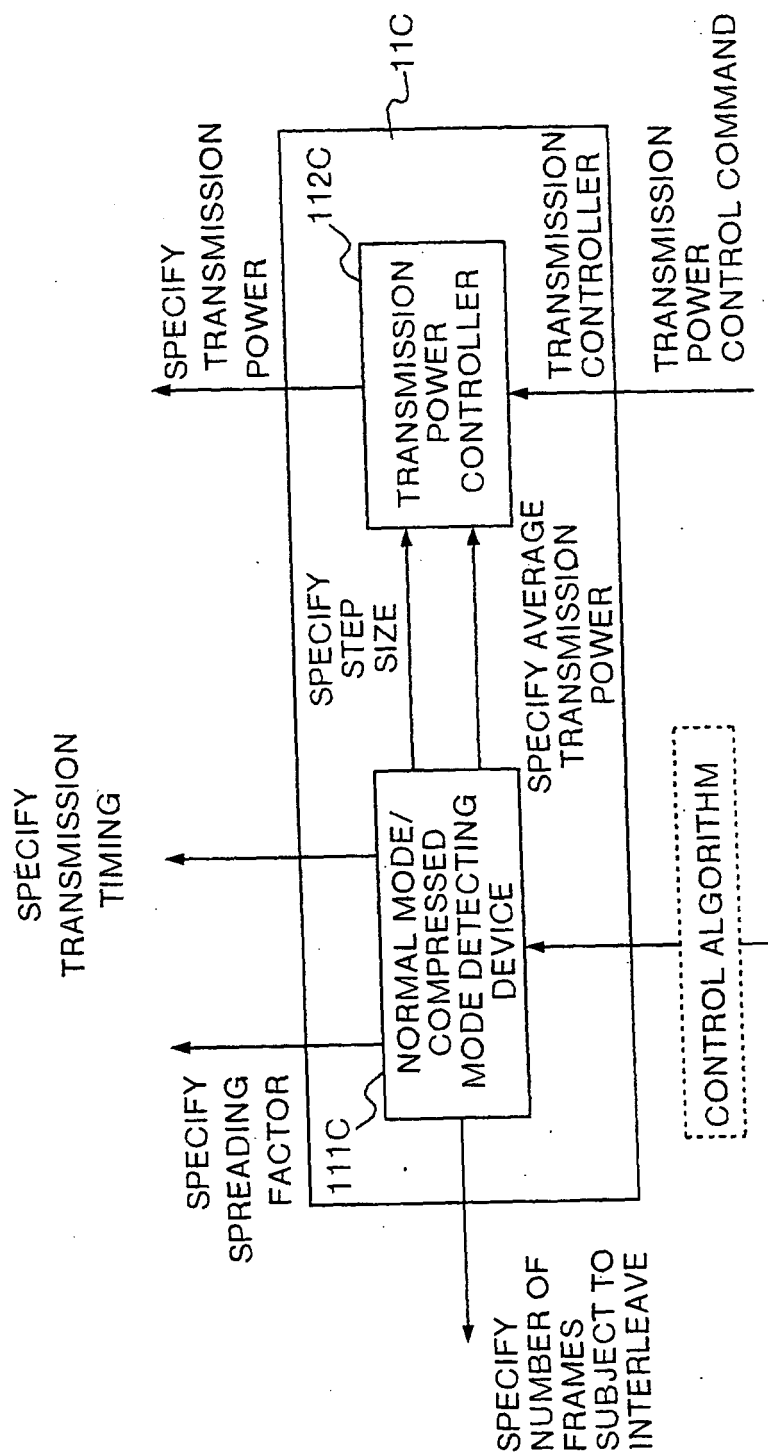 SPECIFY
TRANSMISSION
TIMING
SPECIFY
SPREADING
FACTOR
SPECIFY
TRANSMISSION
POWER
11C
111C
NORMAL MODE/
COMPRESSED
MODE DETECTING
DEVICE
SPECIFY
STEP
SIZE
SPECIFY AVERAGE
TRANSMISSION
POWER
112C
TRANSMISSION
POWER
CONTROLLER
TRANSMISSION
CONTROLLER
SPECIFY
NUMBER OF
FRAMES
SUBJECT TO
INTERLEAVE
CONTROL ALGORITHM
TRANSMISSION
POWER
CONTROL COMMAND